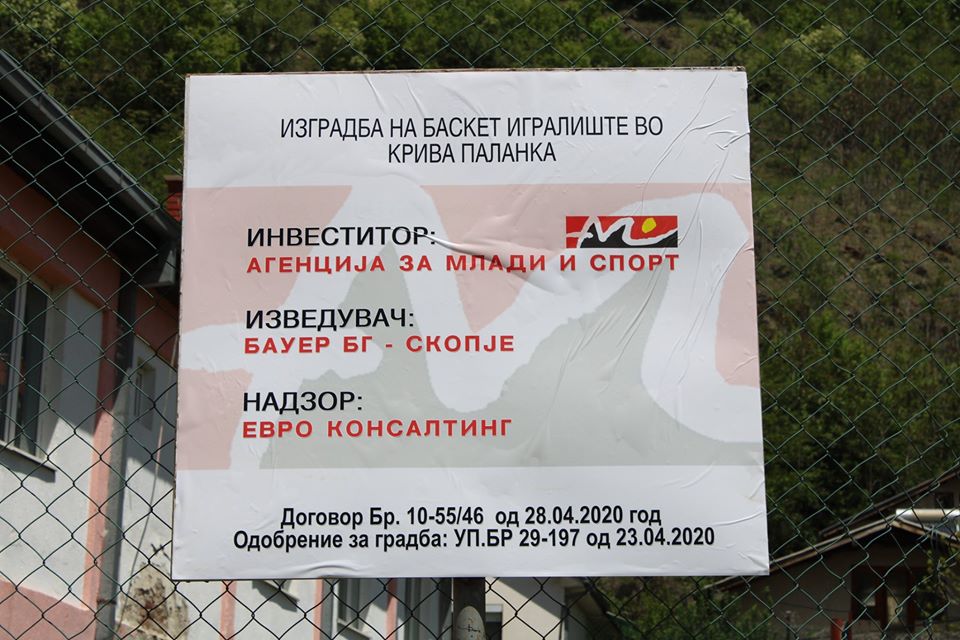 ИЗГРАДБА НА БАСКЕТ ИГРАЛИШТЕ ВО
КРИВА ПАЛАНКА
ИНВЕСТИТОР:
АГЕНЦИЈА ЗА МЛАДИ И СПОРТ
ИЗВЕДУВАЧ:
БАУЕР БГ - СКОПЈЕ
НАДЗОР:
ЕВРО КОНСАЛТИНГ
Договор Бр. 10-55/46 од 28.04.2020 год
Одобрение за градба: УП.БР 29-197 од 23.04.2020